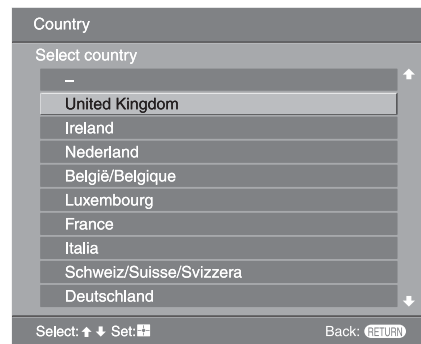 Country
Select country
–
United Kingdom
Ireland
Nederland
België/Belgique
Luxembourg
France
Italia
Schweiz/Suisse/Svizzera
Deutschland
Select: ↑ ↓ Set: Back: RETURN